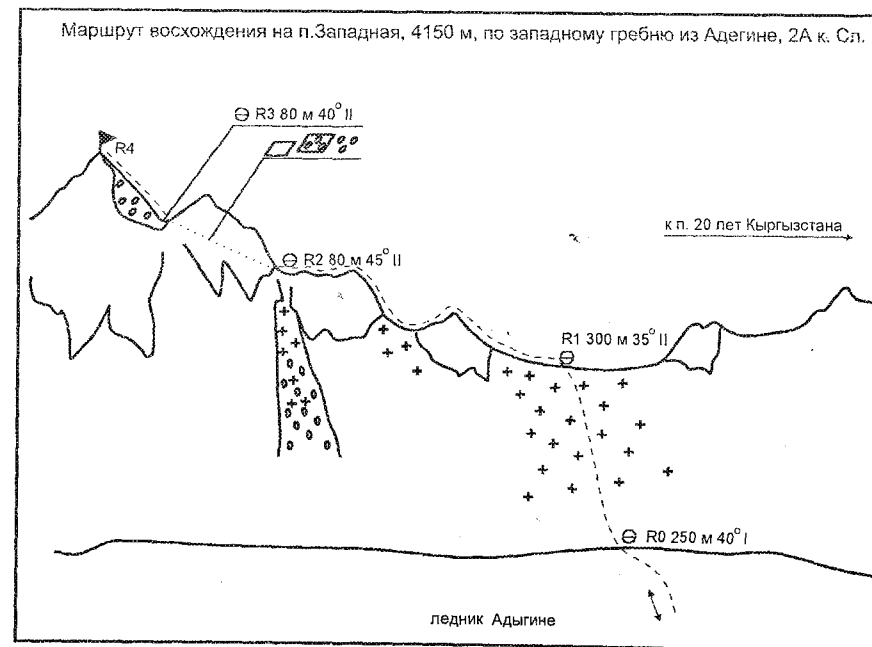 Маршрут восхождения на п.Западная, 4150 м, по западному гребню из Адегине, 2А к. Сл.
R3 80 м 40° II
R4
к п. 20 лет Кыргызстана
R2 80 м 45° II
R1 300 м 35° II
R0 250 м 40° I
ледник Адыгине